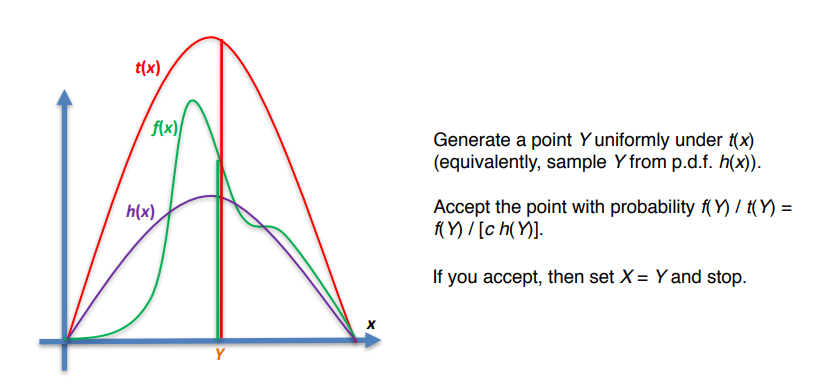 t(x)
f(x)
h(x)
x
Y
Generate a point Y uniformly under t(x)
(equivalently, sample Y from p.d.f. h(x)).
Accept the point with probability f(Y) / t(Y) =
f(Y) / [c h(Y)].
If you accept, then set X = Y and stop.